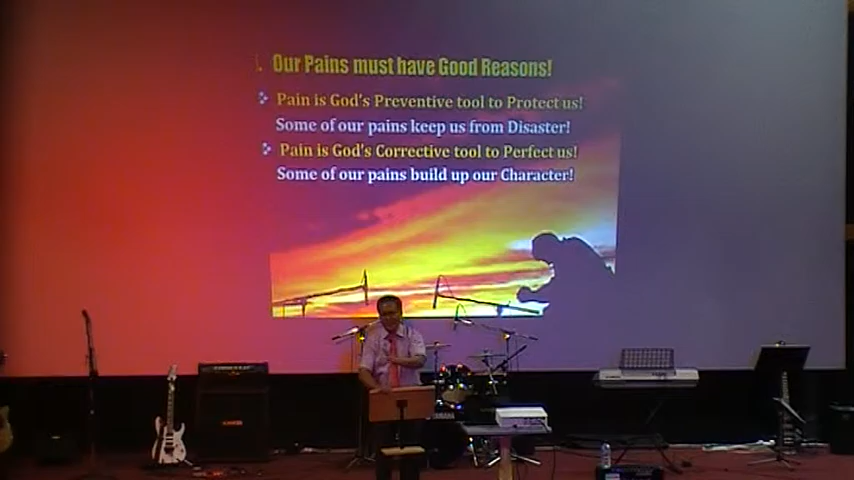 Our Pains must have Good Reasons!
Pain is God's Preventive tool to Protect us!
Some of our pains keep us from Disaster!
Pain is God's Corrective tool to Perfect us!
Some of our pains build up our Character!